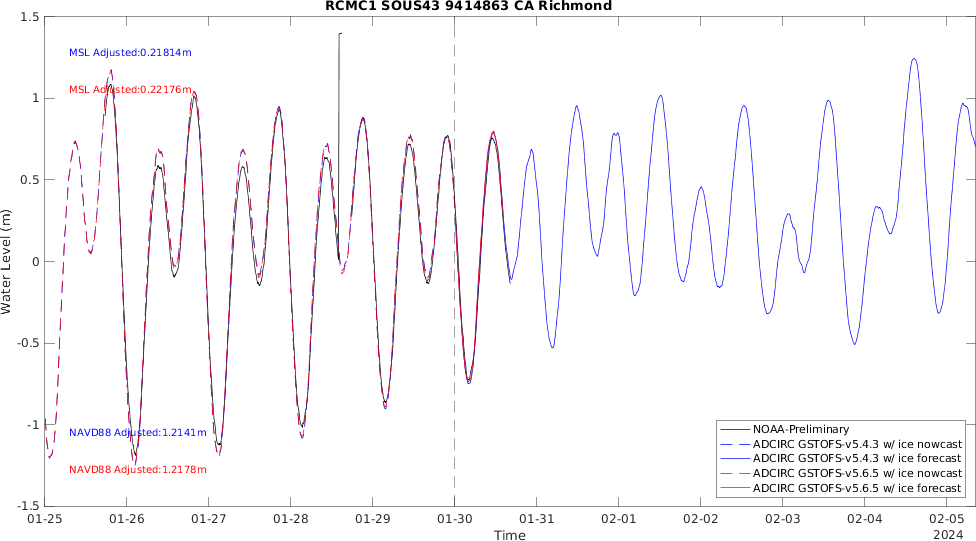 RCMC1 SOUS43 9414863 CA Richmond
1.5
MSL Adjusted:0.21814m
1
MSL Adjusted:0.22176m
0.5
0
Water Level (m)
-0.5
-1
NAVD88 Adjusted:1.2141m
NAVD88 Adjusted:1.2178m
-1.5
NOAA-Preliminary
ADCIRC GSTOFS-v5.4.3 w/ ice nowcast
ADCIRC GSTOFS-v5.4.3 w/ ice forecast
ADCIRC GSTOFS-v5.6.5 w/ ice nowcast
ADCIRC GSTOFS-v5.6.5 w/ ice forecast
01-25 01-26 01-27 01-28 01-29 01-30 01-31 02-01 02-02 02-03 02-04 02-05
Time
2024